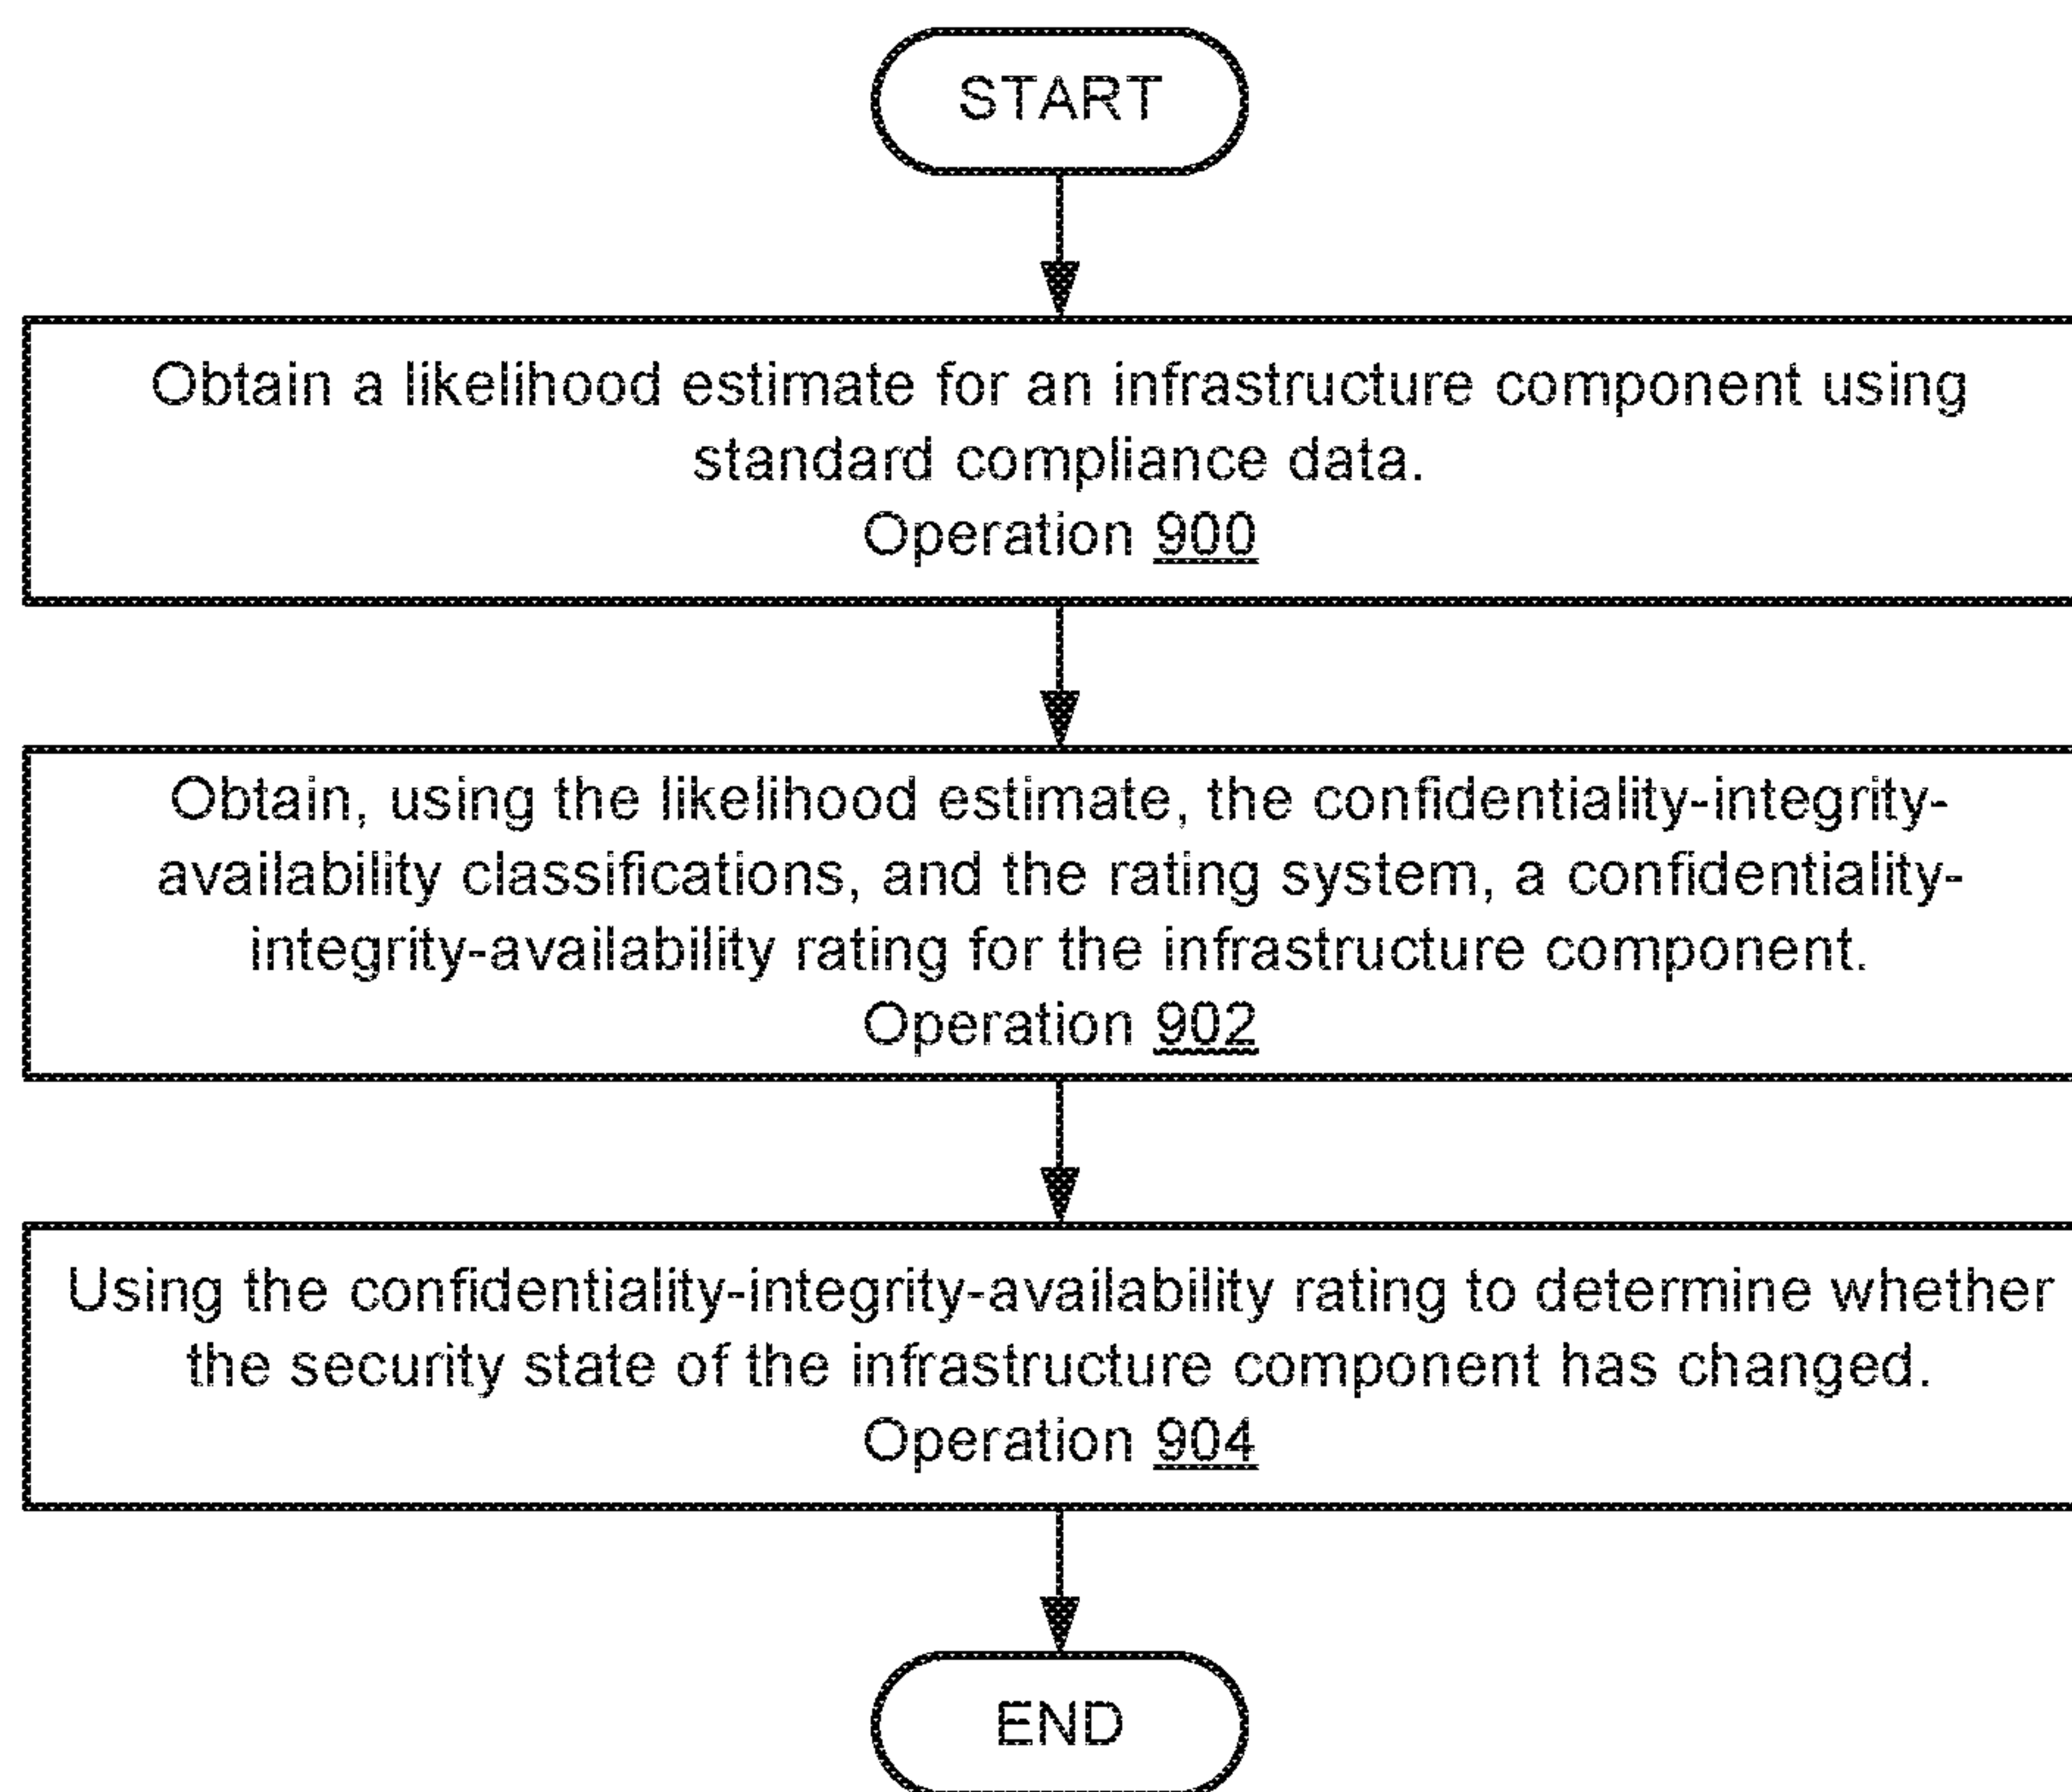 START
Obtain a likelihood estimate for an infrastructure component using
standard compliance data.
Operation 900
Obtain, using the likelihood estimate, the confidentiality-integrity-
availability classifications, and the rating system, a confidentiality-
integrity-availability rating for the infrastructure component.
Operation 902
Using the confidentiality-integrity-availability rating to determine whether
the security state of the infrastructure component has changed.
Operation 904
END